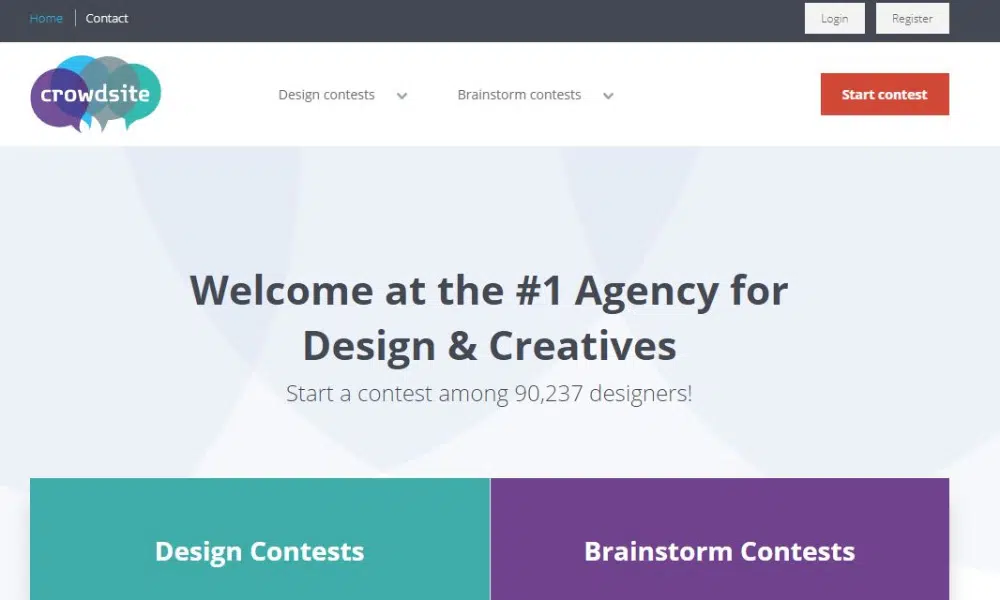 Home
Contact
Login
Register
crowdsite
Design contests
Brainstorm contests
Start contest
Welcome at the #1 Agency for
Design & Creatives
Start a contest among 90,237 designers!
Design Contests
Brainstorm Contests